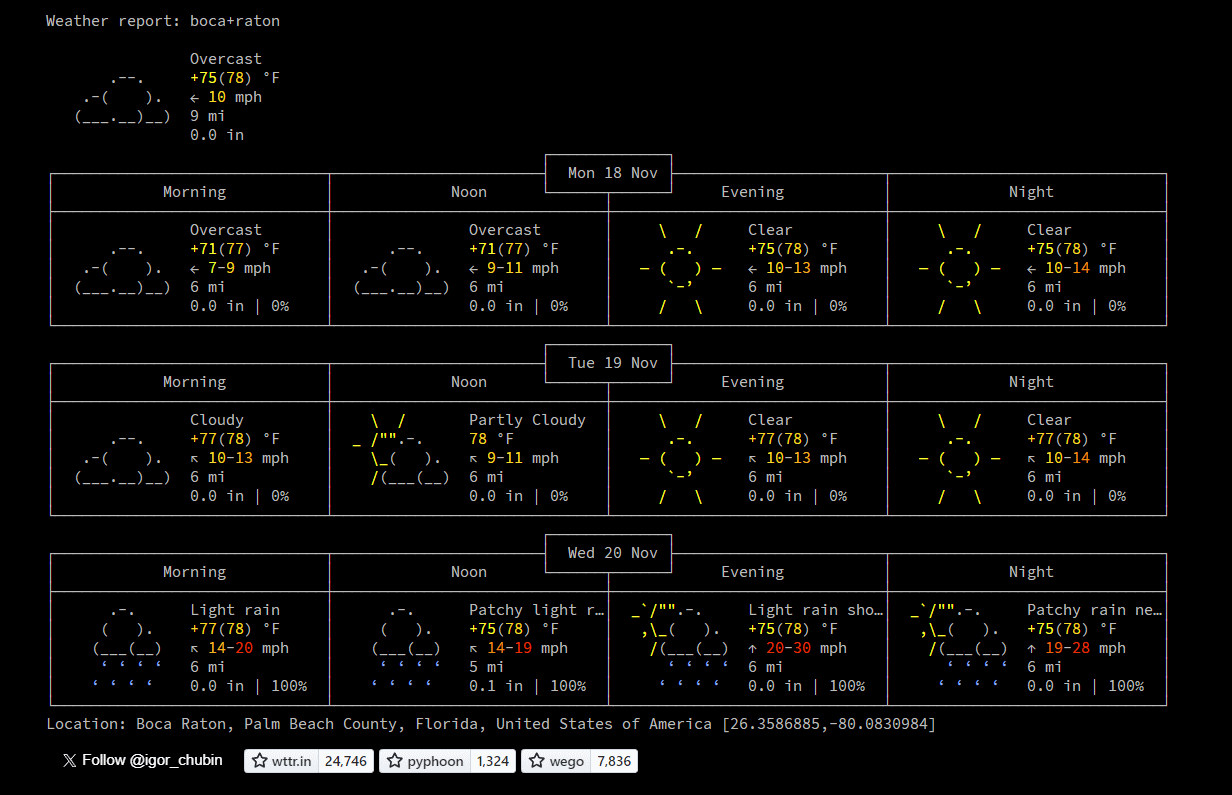 Weather report: boca+raton
Overcast
+75(78) °F
← 10 mph
9 mi
0.0 in
Mon 18 Nov
Morning Noon Evening Night
Overcast Overcast Clear Clear
+71(77) °F +71(77) °F +75(78) °F +75(78) °F
← 7-9 mph ← 9-11 mph ← 10-13 mph ← 10-14 mph
6 mi 6 mi 6 mi 6 mi
0.0 in | 0% 0.0 in | 0% 0.0 in | 0% 0.0 in | 0%
Tue 19 Nov
Morning Noon Evening Night
Cloudy Partly Cloudy Clear Clear
+77(78) °F 78 °F +77(78) °F +77(78) °F
↖ 10-13 mph ↖ 9-11 mph ↖ 10-13 mph ↖ 10-14 mph
6 mi 6 mi 6 mi 6 mi
0.0 in | 0% 0.0 in | 0% 0.0 in | 0% 0.0 in | 0%
Wed 20 Nov
Morning Noon Evening Night
Light rain Patchy light r… Light rain sho… Patchy rain ne…
+77(78) °F +75(78) °F +75(78) °F +75(78) °F
↖ 14-20 mph ↖ 14-19 mph ↑ 20-30 mph ↑ 19-28 mph
6 mi 5 mi 6 mi 6 mi
0.0 in | 100% 0.1 in | 100% 0.0 in | 100% 0.0 in | 100%
Location: Boca Raton, Palm Beach County, Florida, United States of America [26.3586885,-80.0830984]
𝕏 Follow @igor_chubin wttr.in 24,746 pyphoon 1,324 wego 7,836